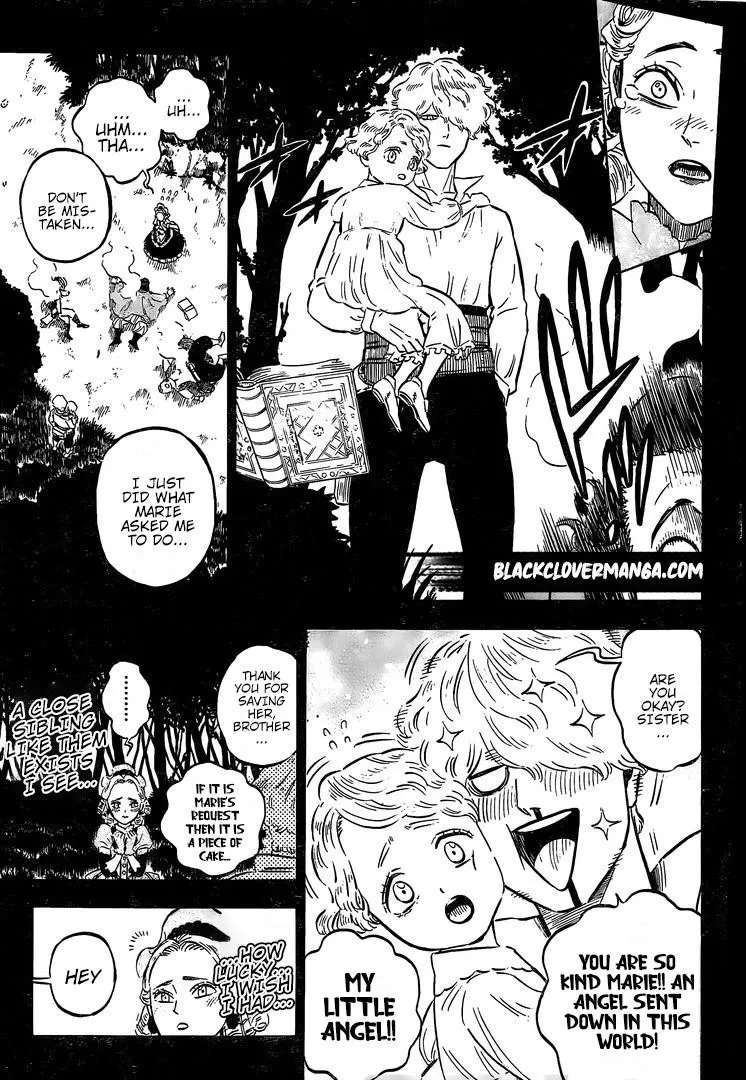 BLACKCLOVERMANGA.COM
...
UH...
...
UHM...
THA...
DON'T
BE MIS-
TAKEN...
I JUST
DID WHAT
MARIE
ASKED ME
TO DO...
ARE
YOU
OKAY?
SISTER
...
YOU ARE SO
KIND MARIE!! AN
ANGEL SENT
DOWN IN THIS
WORLD!
MY
LITTLE
ANGEL!!
THANK
YOU FOR
SAVING
HER,
BROTHER
...
IF IT IS
MARIE'S
REQUEST
THEN IT IS
A PIECE OF
CAKE...
.........
A CLOSE
SIBLING
LIKE THEM
EXISTS
I SEE...
...HOW
LUCKY...
I WISH
I HAD...
HEY